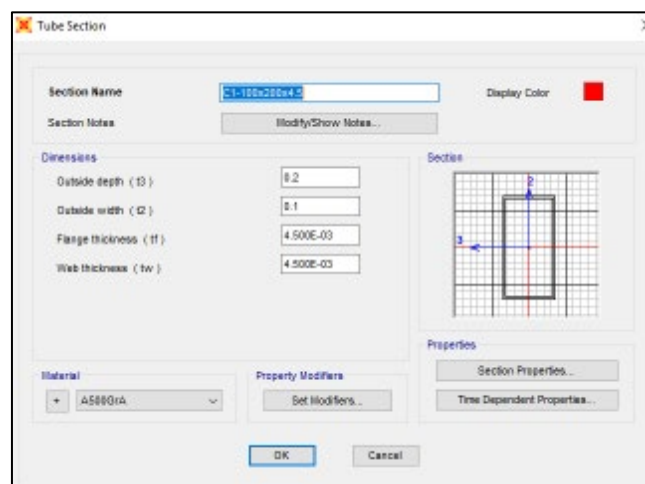 Tube Section
Section Name C1-100x200x4.5 Display Color
Section Notes Modify/Show Notes...
Dimensions
Outside depth ( t3 ) 0.2
Outside width ( t2 ) 0.1
Flange thickness ( tf ) 4.500E-03
Web thickness ( tw ) 4.500E-03
Section
2
3
Properties
Section Properties...
Time Dependent Properties...
Material
+ A500GrA
Property Modifiers
Set Modifiers...
OK Cancel